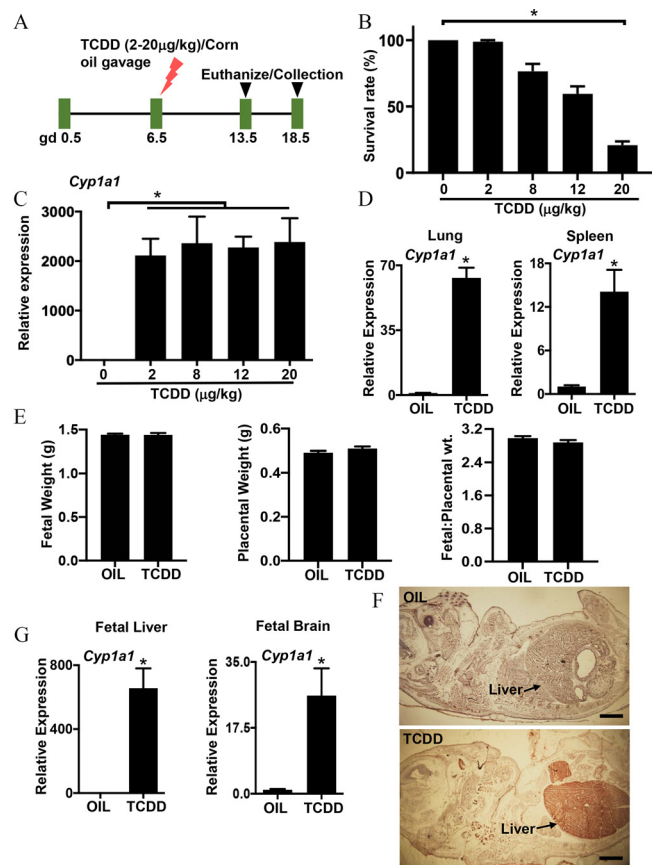 A
TCDD (2-20μg/kg)/Corn
oil gavage
Euthanize/Collection
gd 0.5 6.5 13.5 18.5
B
*
Survival rate (%)
100
50
0
0 2 8 12 20
TCDD (μg/kg)
C
Cyp1a1
*
Relative expression
3000
2000
1000
0
0 2 8 12 20
TCDD (μg/kg)
D
Lung
Cyp1a1
*
Relative Expression
70
35
0
OIL TCDD
Spleen
Cyp1a1
*
Relative Expression
18
12
6
0
OIL TCDD
E
Fetal Weight (g)
1.5
1.0
0.5
0.0
OIL TCDD
Placental Weight (g)
0.6
0.4
0.2
0.0
OIL TCDD
Fetal:Placental wt.
3.2
2.4
1.6
0.8
0.0
OIL TCDD
F
OIL
Liver
TCDD
Liver
G
Fetal Liver
Cyp1a1
*
Relative Expression
800
400
0
OIL TCDD
Fetal Brain
Cyp1a1
*
Relative Expression
35.0
17.5
0.0
OIL TCDD